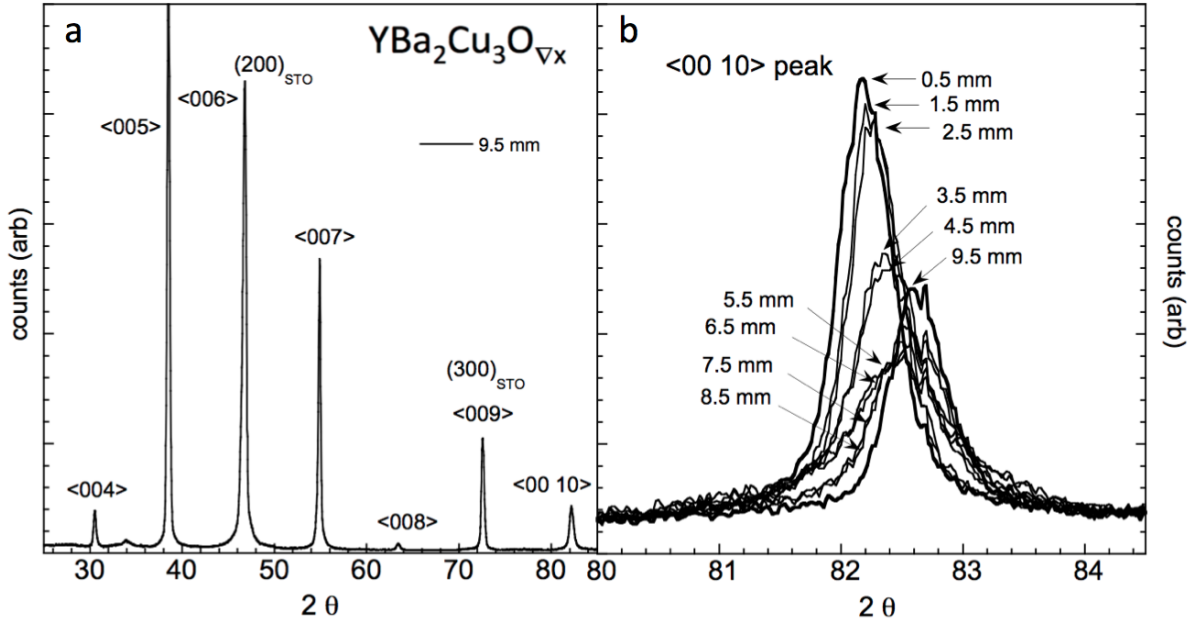 a
YBa₂Cu₃O∇x
(200)STO
<006>
<005>
9.5 mm
<007>
(300)STO
<009>
<004>
<008>
<00 10>
counts (arb)
30 40 50 60 70 80
2 θ
b
<00 10> peak
0.5 mm
1.5 mm
2.5 mm
3.5 mm
4.5 mm
9.5 mm
5.5 mm
6.5 mm
7.5 mm
8.5 mm
80 81 82 83 84
2 θ
counts (arb)